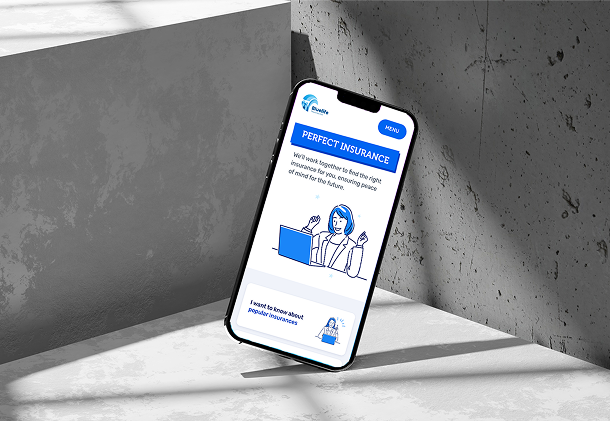 Bluelife
MENU
PERFECT INSURANCE
We'll work together to find the right
insurance for you, ensuring peace
of mind for the future.
I want to know about
popular insurances